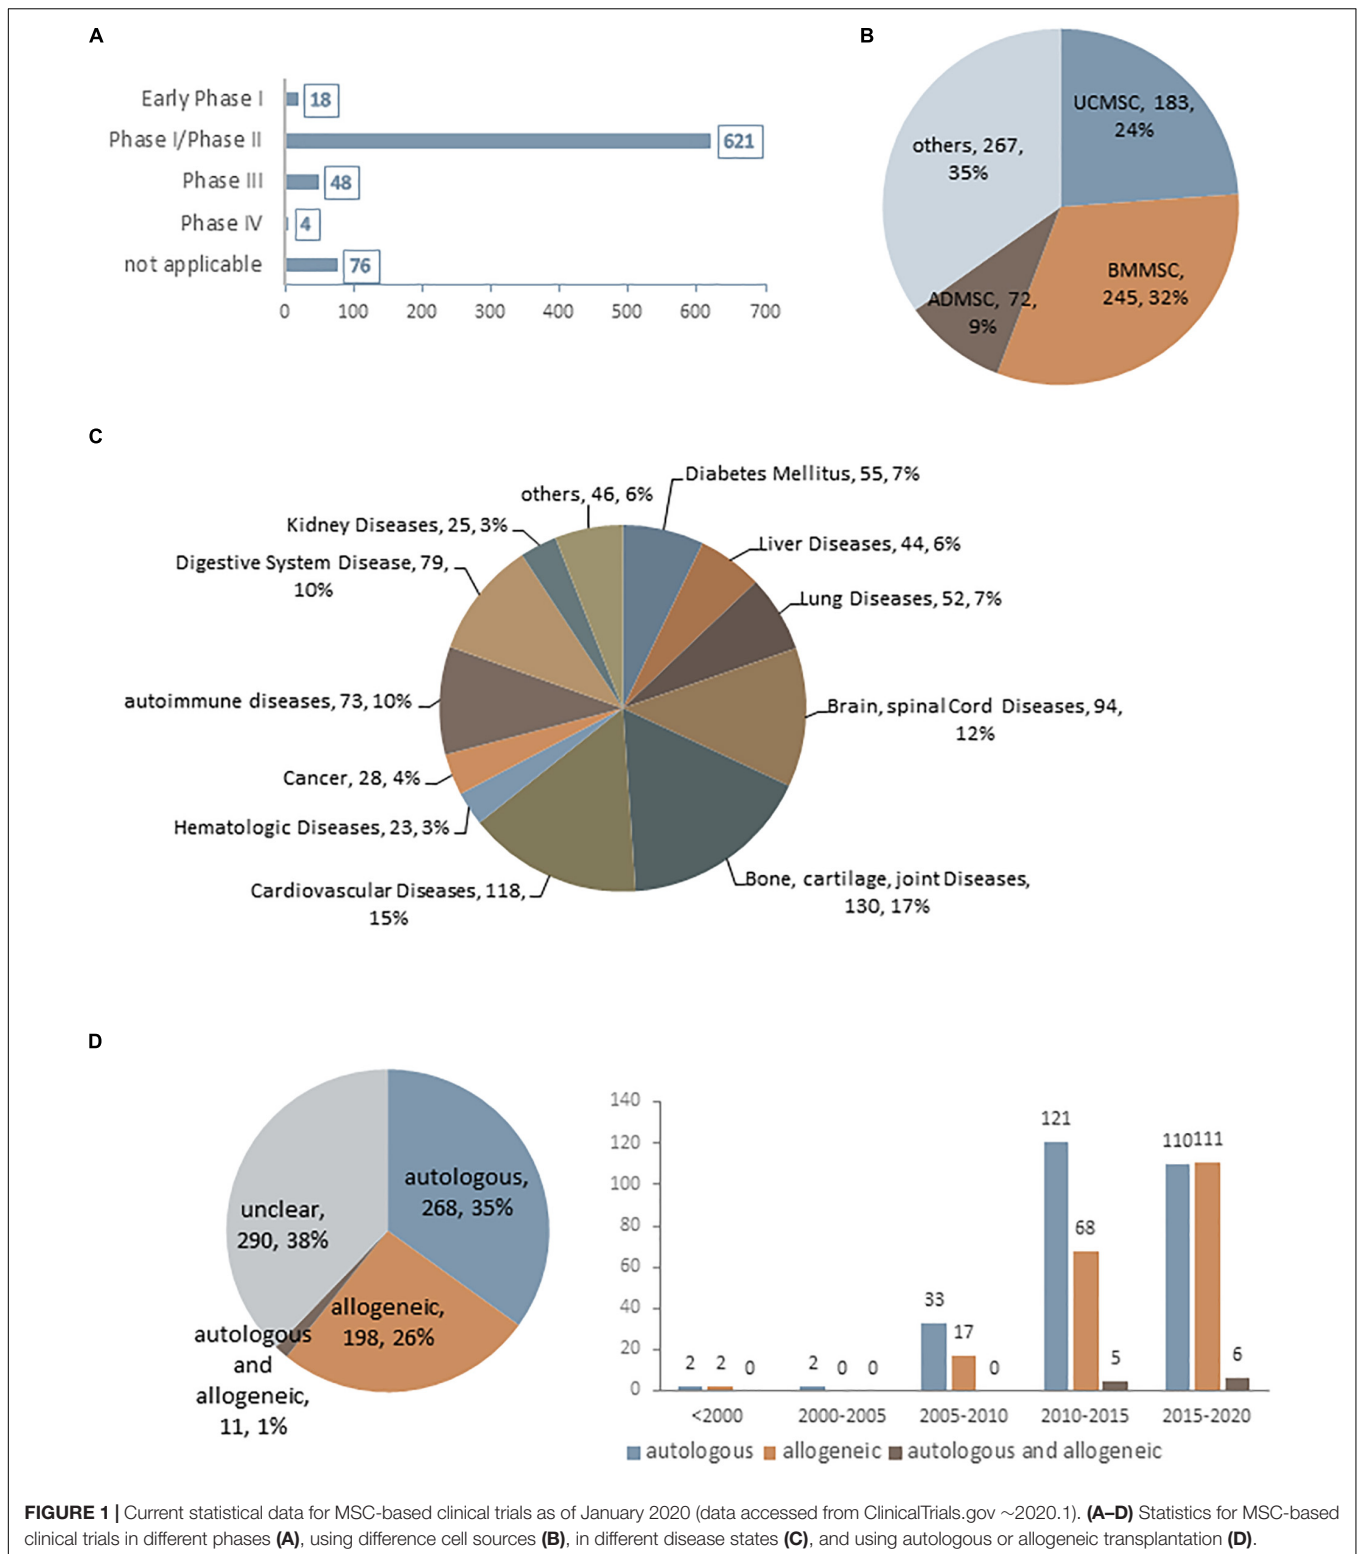 A
Early Phase I
18
Phase I/Phase II
621
Phase III
48
Phase IV
4
not applicable
76
0 100 200 300 400 500 600 700
B
UCMSC, 183,
24%
BMMSC,
245, 32%
ADMSC, 72,
9%
others, 267,
35%
C
Diabetes Mellitus, 55, 7%
Liver Diseases, 44, 6%
Lung Diseases, 52, 7%
Brain, spinal Cord Diseases, 94,
12%
Bone, cartilage, joint Diseases,
130, 17%
Cardiovascular Diseases, 118,
15%
Hematologic Diseases, 23, 3%
Cancer, 28, 4%
autoimmune diseases, 73, 10%
Digestive System Disease, 79,
10%
Kidney Diseases, 25, 3%
others, 46, 6%
D
autologous,
268, 35%
allogeneic,
198, 26%
autologous
and
allogeneic,
11, 1%
unclear,
290, 38%
140
120
100
80
60
40
20
0
2 2 0
2 0 0
33 17 0
121 68 5
110 111 6
<2000 2000-2005 2005-2010 2010-2015 2015-2020
autologous allogeneic autologous and allogeneic
FIGURE 1 | Current statistical data for MSC-based clinical trials as of January 2020 (data accessed from ClinicalTrials.gov ~2020.1). (A–D) Statistics for MSC-based
clinical trials in different phases (A), using difference cell sources (B), in different disease states (C), and using autologous or allogeneic transplantation (D).